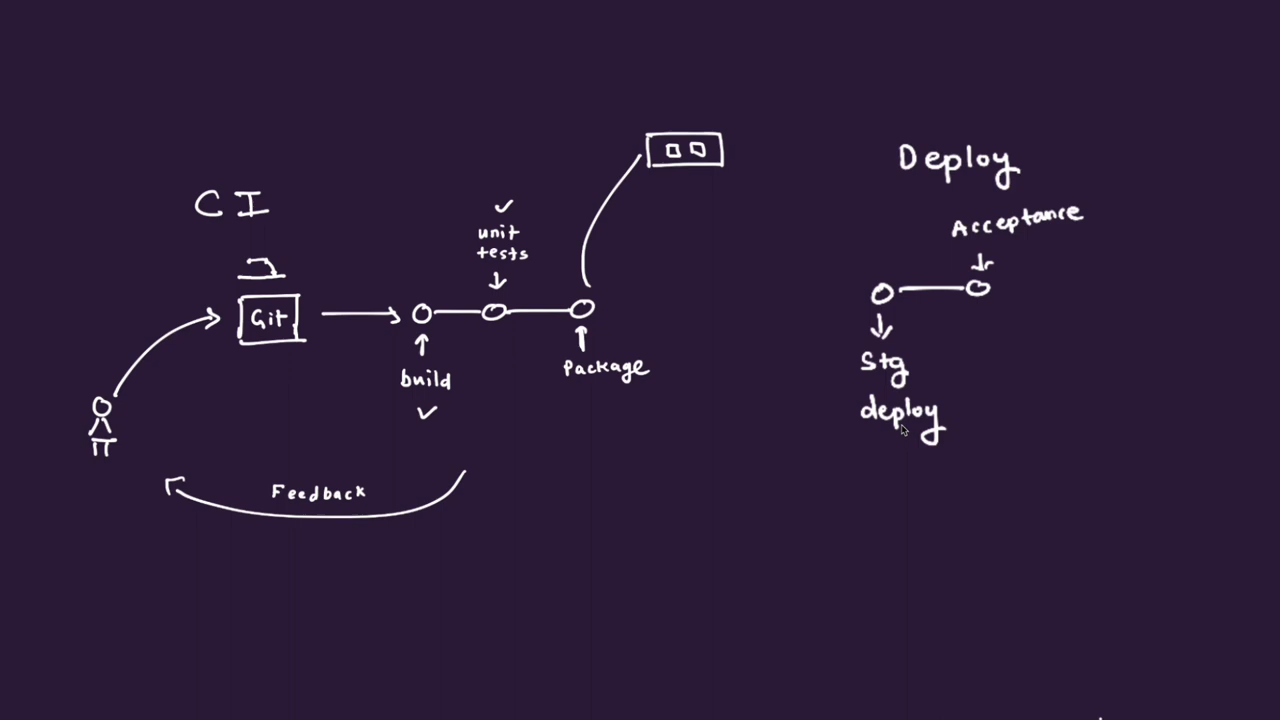 CI
Git
unit
tests
build
Package
Feedback
Deploy
Acceptance
Stg
deploy